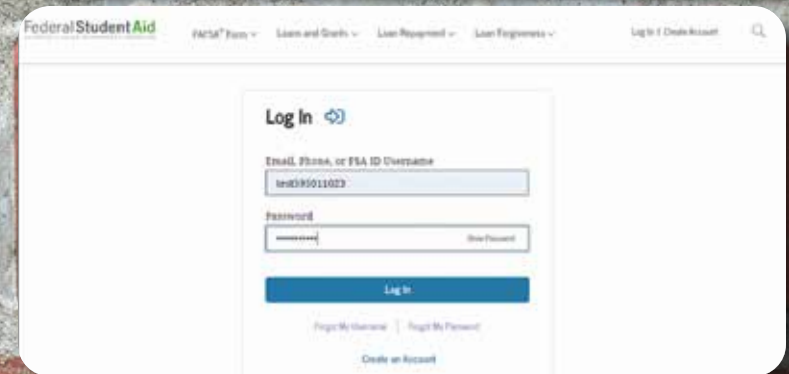 Federal Student Aid
FAFSA® Form Loans and Grants Loan Repayment Loan Forgiveness Log In | Create Account
Log In
Email, Phone, or FSA ID Username
Password
Show Password
Log In
Forgot My Username | Forgot My Password
Create an Account